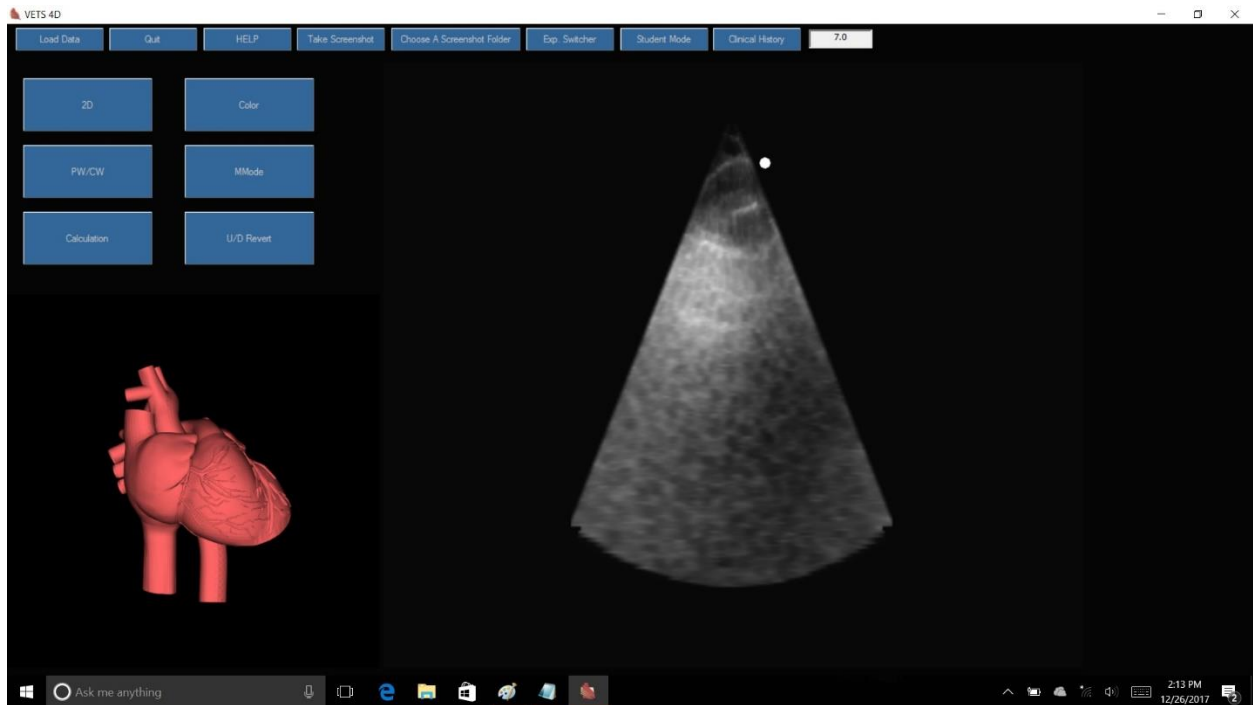 VETS 4D
Load Data Quit HELP Take Screenshot Choose A Screenshot Folder Exp. Switcher Student Mode Clinical History 7.0
2D Color
PW/CW MMode
Calculation U/D Revert
Ask me anything
2:13 PM
12/26/2017
2